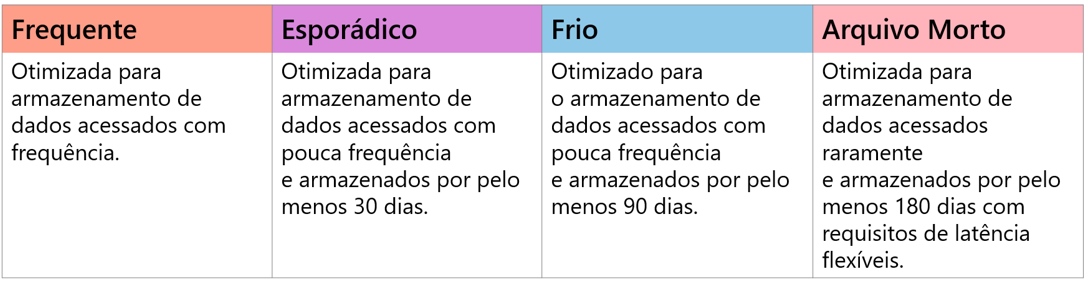 Frequente
Otimizada para
armazenamento de
dados acessados com
frequência.
Esporádico
Otimizada para
armazenamento de
dados acessados com
pouca frequência
e armazenados por pelo
menos 30 dias.
Frio
Otimizado para
o armazenamento de
dados acessados com
pouca frequência
e armazenados por pelo
menos 90 dias.
Arquivo Morto
Otimizada para
armazenamento de
dados acessados
raramente
e armazenados por pelo
menos 180 dias com
requisitos de latência
flexíveis.